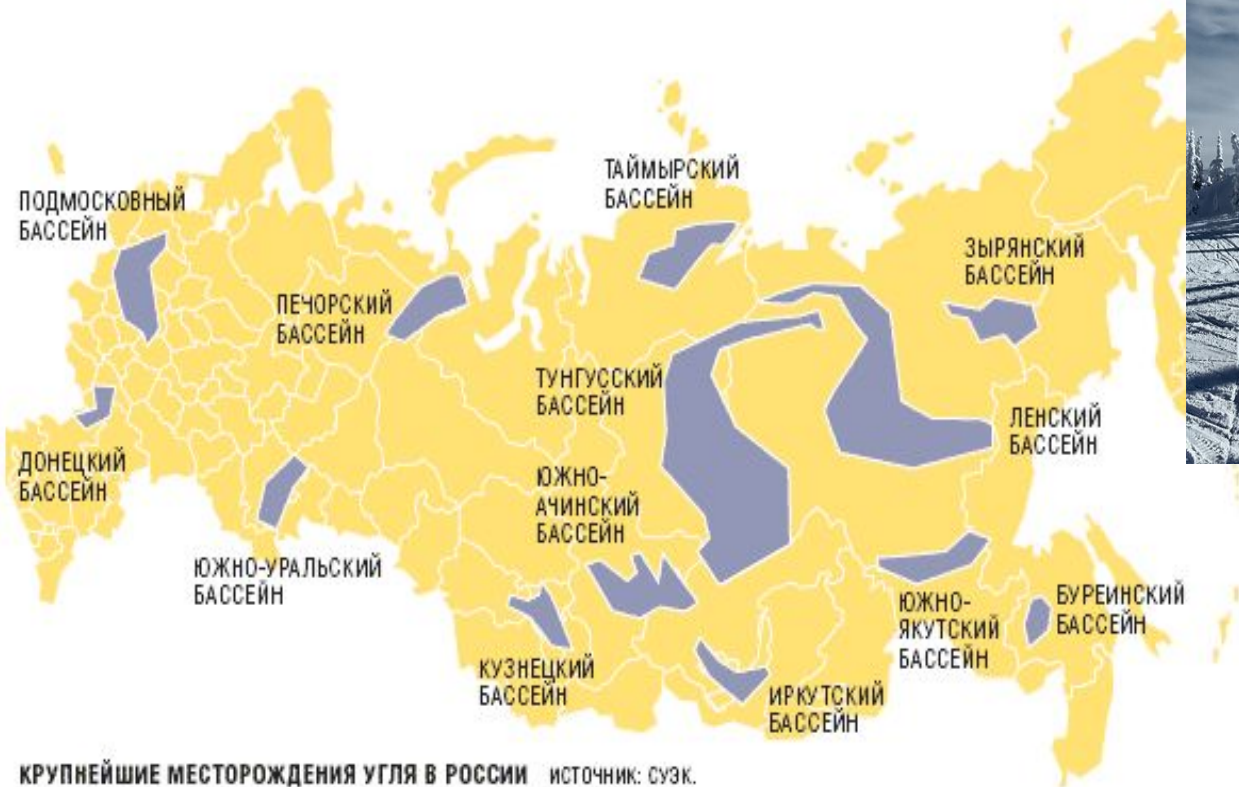 ПОДМОСКОВНЫЙ
БАССЕЙН
ПЕЧОРСКИЙ
БАССЕЙН
ТАЙМЫРСКИЙ
БАССЕЙН
ЗЫРЯНСКИЙ
БАССЕЙН
ТУНГУССКИЙ
БАССЕЙН
ЛЕНСКИЙ
БАССЕЙН
ДОНЕЦКИЙ
БАССЕЙН
ЮЖНО-
АЧИНСКИЙ
БАССЕЙН
ЮЖНО-УРАЛЬСКИЙ
БАССЕЙН
КУЗНЕЦКИЙ
БАССЕЙН
ИРКУТСКИЙ
БАССЕЙН
ЮЖНО-
ЯКУТСКИЙ
БАССЕЙН
БУРЕИНСКИЙ
БАССЕЙН
КРУПНЕЙШИЕ МЕСТОРОЖДЕНИЯ УГЛЯ В РОССИИ ИСТОЧНИК: СУЭК.